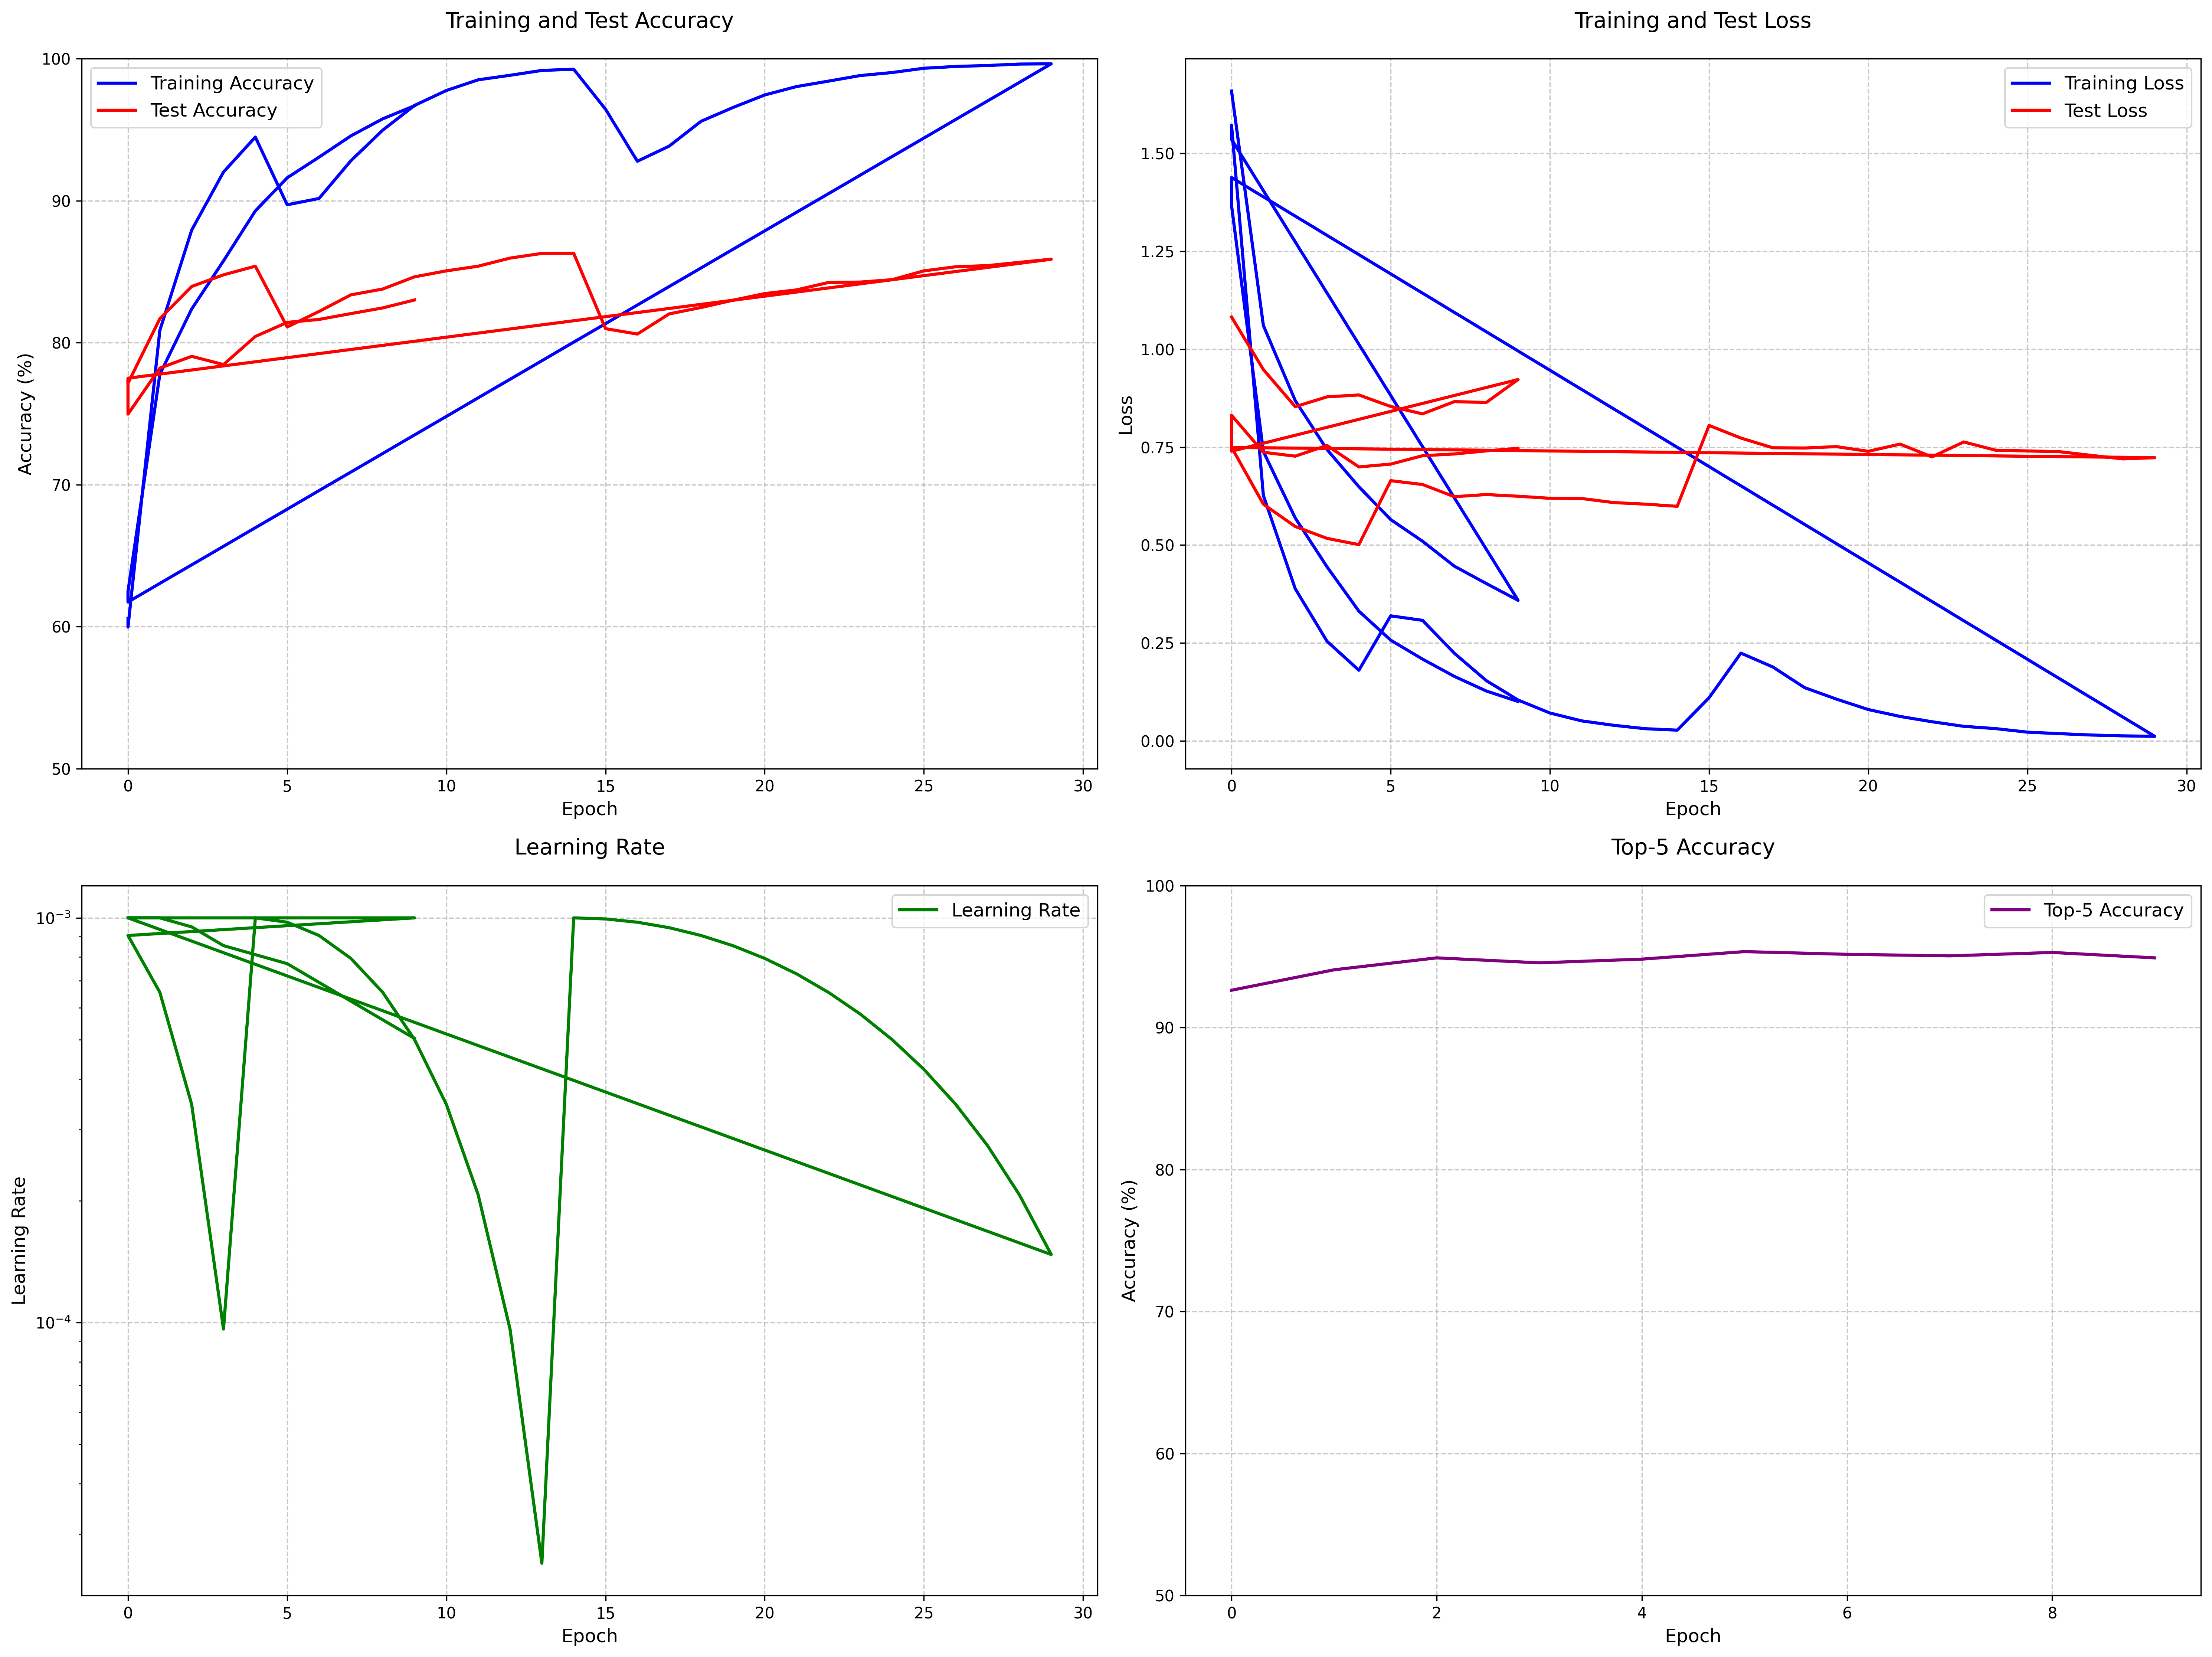 Training and Test Accuracy
100
90
80
70
60
50
Accuracy (%)
Training Accuracy
Test Accuracy
0 5 10 15 20 25 30
Epoch
Training and Test Loss
1.50
1.25
1.00
0.75
0.50
0.25
0.00
Loss
Training Loss
Test Loss
0 5 10 15 20 25 30
Epoch
Learning Rate
10⁻³
10⁻⁴
Learning Rate
Learning Rate
0 5 10 15 20 25 30
Epoch
Top-5 Accuracy
100
90
80
70
60
50
Accuracy (%)
Top-5 Accuracy
0 2 4 6 8
Epoch